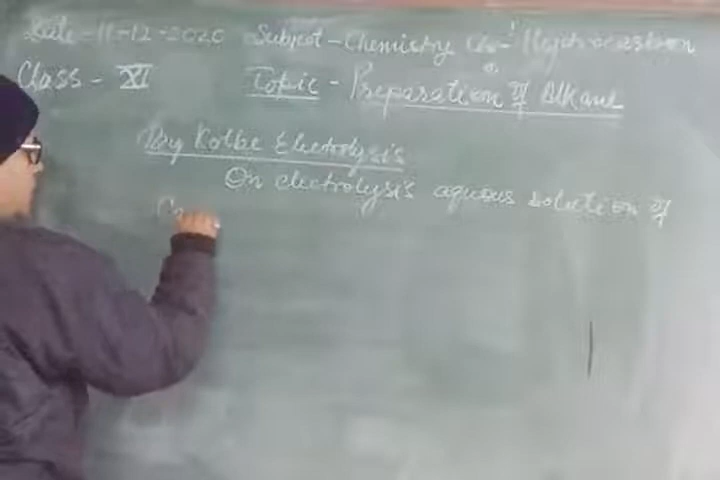 Date - 11-12-2020 Subject - Chemistry Ch - Hydrocarbon
Class - XI Topic - Preparation of Alkane
By Kolbe Electrolysis
On electrolysis aqueous solution of